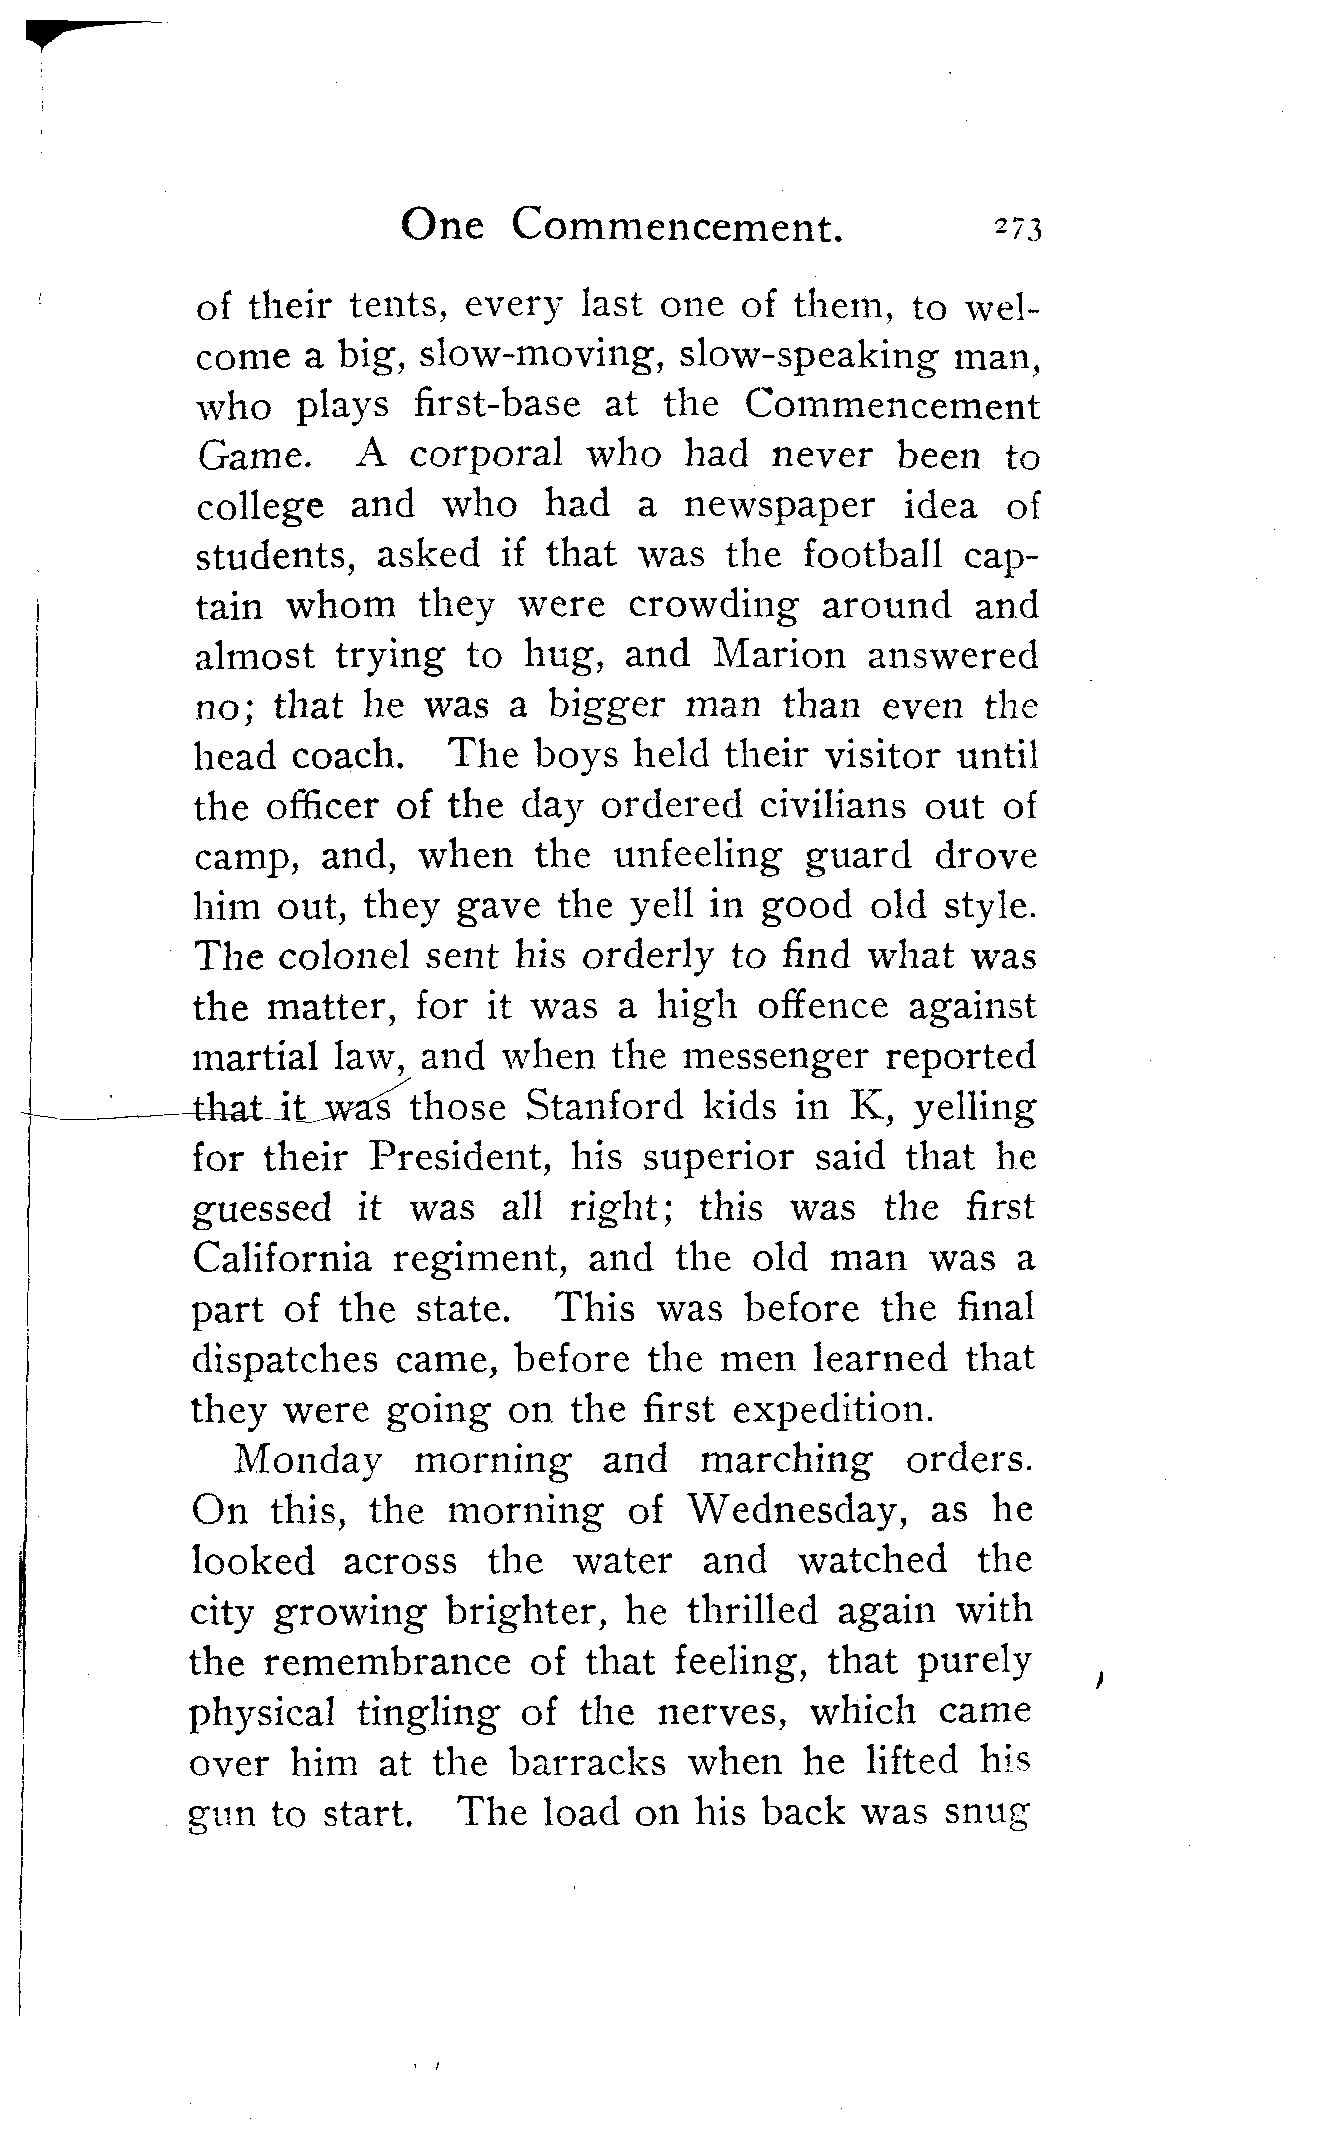 One Commencement. 273
of their tents, every last one of them, to wel-
come a big, slow-moving, slow-speaking man,
who plays first-base at the Commencement
Game. A corporal who had never been to
college and who had a newspaper idea of
students, asked if that was the football cap-
tain whom they were crowding around and
almost trying to hug, and Marion answered
no; that he was a bigger man than even the
head coach. The boys held their visitor until
the officer of the day ordered civilians out of
camp, and, when the unfeeling guard drove
him out, they gave the yell in good old style.
The colonel sent his orderly to find what was
the matter, for it was a high offence against
martial law, and when the messenger reported
that it was those Stanford kids in K, yelling
for their President, his superior said that he
guessed it was all right; this was the first
California regiment, and the old man was a
part of the state. This was before the final
dispatches came, before the men learned that
they were going on the first expedition.
Monday morning and marching orders.
On this, the morning of Wednesday, as he
looked across the water and watched the
city growing brighter, he thrilled again with
the remembrance of that feeling, that purely
physical tingling of the nerves, which came
over him at the barracks when he lifted his
gun to start. The load on his back was snug